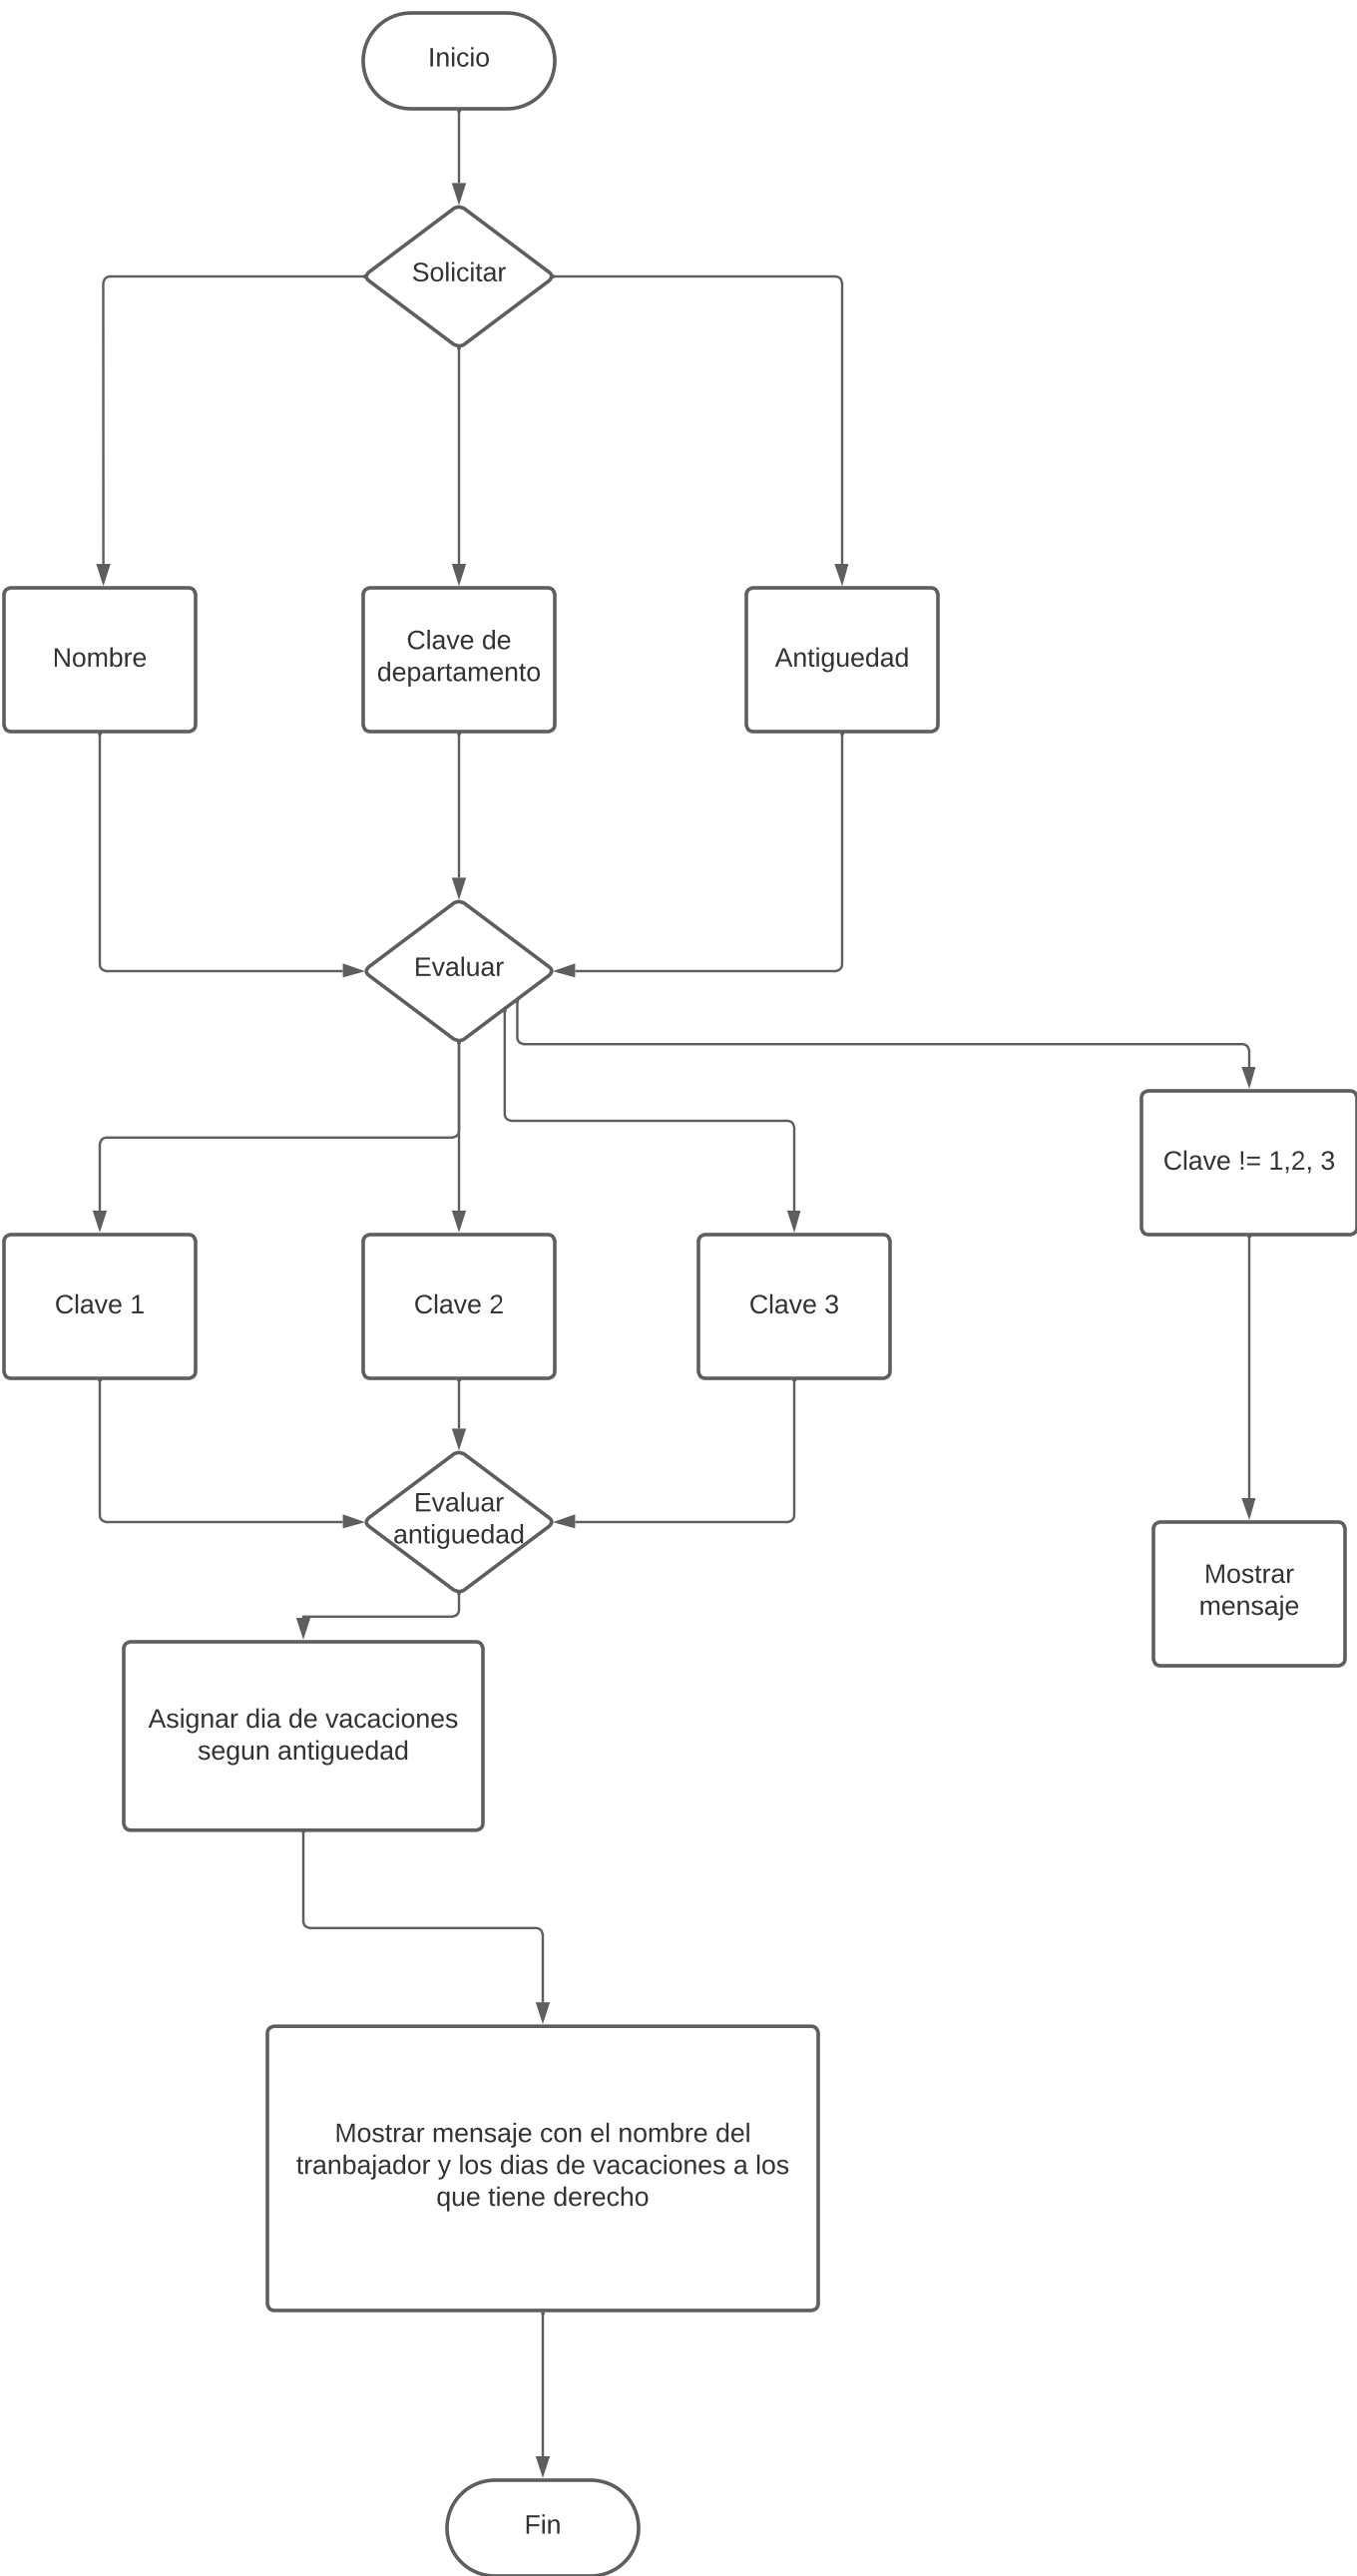 Inicio
Solicitar
Nombre
Clave de
departamento
Antiguedad
Evaluar
Clave != 1,2, 3
Clave 1
Clave 2
Clave 3
Evaluar
antiguedad
Mostrar
mensaje
Asignar dia de vacaciones
segun antiguedad
Mostrar mensaje con el nombre del
tranbajador y los dias de vacaciones a los
que tiene derecho
Fin